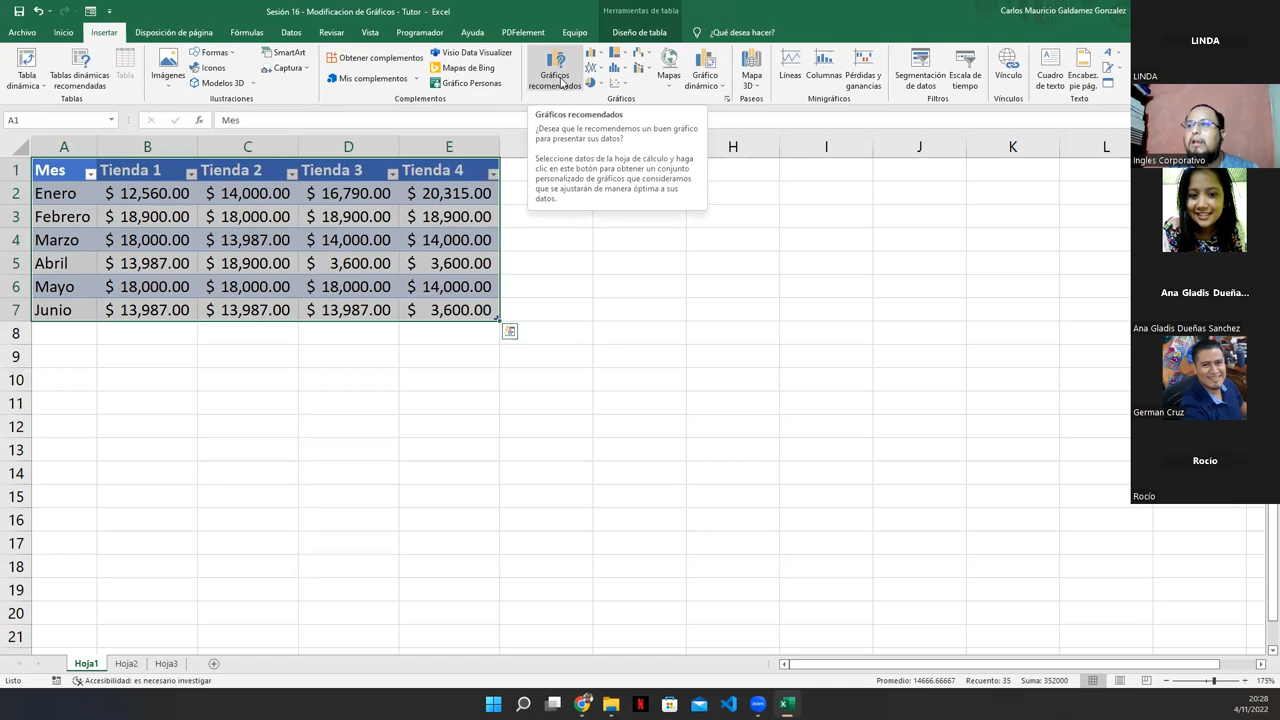 Sesión 16 - Modificacion de Gráficos - Tutor - Excel
Herramientas de tabla
Carlos Mauricio Galdamez Gonzalez
Archivo Inicio Insertar Disposición de página Fórmulas Datos Revisar Vista Programador Ayuda PDFelement Equipo Diseño de tabla ¿Qué desea hacer?
Tabla dinámica
Tablas dinámicas recomendadas
Tabla
Tablas
Imágenes
Formas
Iconos
Modelos 3D
SmartArt
Captura
Ilustraciones
Obtener complementos
Mis complementos
Visio Data Visualizer
Mapas de Bing
Gráfico Personas
Complementos
Gráficos recomendados
Mapas
Gráfico dinámico
Gráficos
Mapa 3D
Paseos
Líneas
Columnas
Pérdidas y ganancias
Minigráficos
Segmentación de datos
Escala de tiempo
Filtros
Vínculo
Vínculos
Cuadro de texto
Encabez. pie pág.
Texto
A1
Mes
Gráficos recomendados
¿Desea que le recomendemos un buen gráfico
para presentar sus datos?
Seleccione datos de la hoja de cálculo y haga
clic en este botón para obtener un conjunto
personalizado de gráficos que consideramos
que se ajustarán de manera óptima a sus
datos.
A B C D E H I J K L
1 Mes Tienda 1 Tienda 2 Tienda 3 Tienda 4
2 Enero $ 12,560.00 $ 14,000.00 $ 16,790.00 $ 20,315.00
3 Febrero $ 18,900.00 $ 18,000.00 $ 18,900.00 $ 18,900.00
4 Marzo $ 18,000.00 $ 13,987.00 $ 14,000.00 $ 14,000.00
5 Abril $ 13,987.00 $ 18,900.00 $ 3,600.00 $ 3,600.00
6 Mayo $ 18,000.00 $ 18,000.00 $ 18,000.00 $ 14,000.00
7 Junio $ 13,987.00 $ 13,987.00 $ 13,987.00 $ 3,600.00
8
9
10
11
12
13
14
15
16
17
18
19
20
21
LINDA
LINDA
Ingles Corporativo
Ana Gladis Dueña...
Ana Gladis Dueñas Sanchez
German Cruz
Rocío
Rocío
Hoja1 Hoja2 Hoja3
Listo
Accesibilidad: es necesario investigar
Promedio: 14666.66667 Recuento: 35 Suma: 352000
175%
20:28
4/11/2022